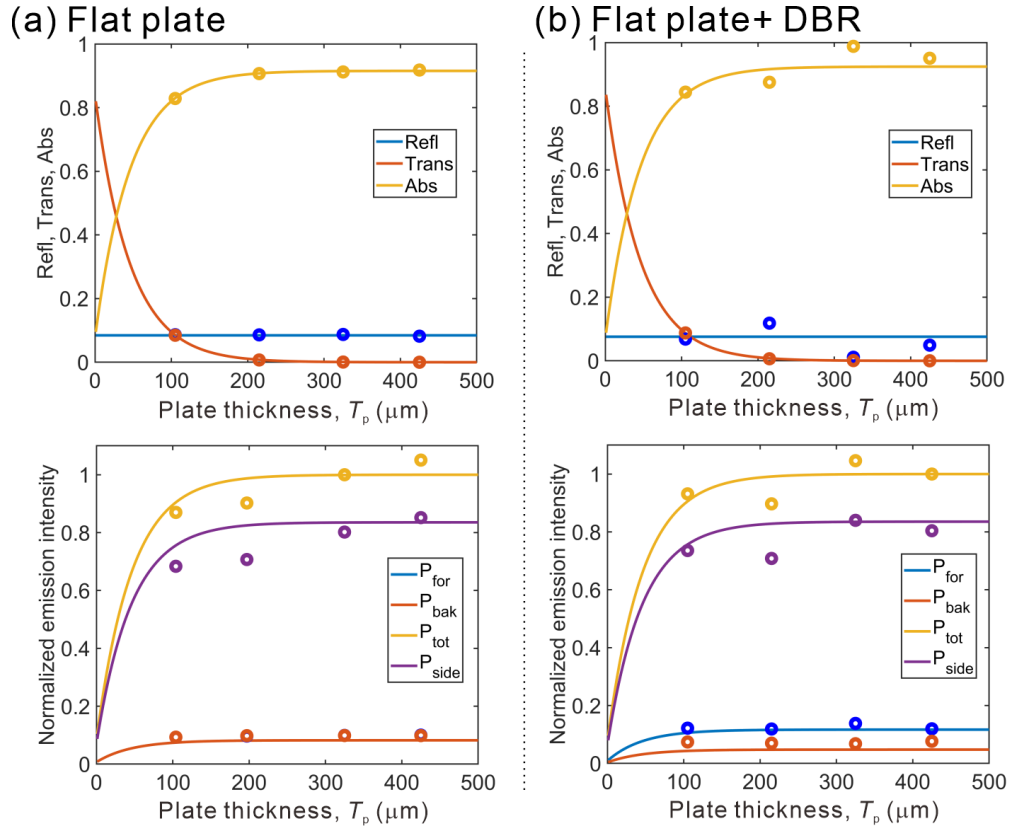 (a) Flat plate
1
0.8
0.6
0.4
0.2
0
Refl, Trans, Abs
Refl
Trans
Abs
0 100 200 300 400 500
Plate thickness, Tp (μm)
(b) Flat plate+ DBR
1
0.8
0.6
0.4
0.2
0
Refl, Trans, Abs
Refl
Trans
Abs
0 100 200 300 400 500
Plate thickness, Tp (μm)
1
0.8
0.6
0.4
0.2
0
Normalized emission intensity
Pfor
Pbak
Ptot
Pside
0 100 200 300 400 500
Plate thickness, Tp (μm)
1
0.8
0.6
0.4
0.2
0
Normalized emission intensity
Pfor
Pbak
Ptot
Pside
0 100 200 300 400 500
Plate thickness, Tp (μm)